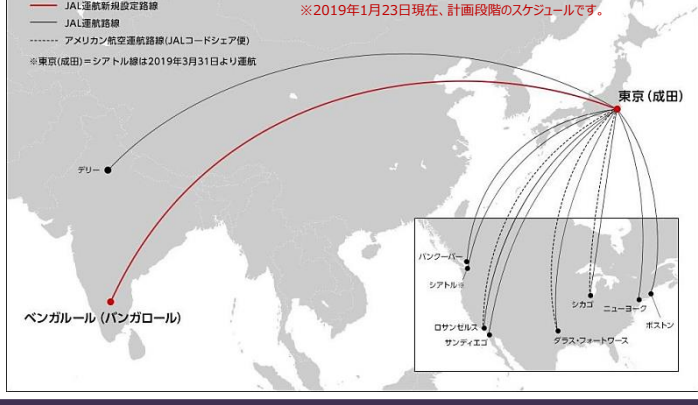 JAL運航新規設定路線
※2019年1月23日現在、計画段階のスケジュールです。
JAL運航路線
アメリカン航空運航路線(JALコードシェア便)
※東京(成田)=シアトル線は2019年3月31日より運航
東京(成田)
デリー
バンクーバー
シアトル※
シカゴ
ニューヨーク
ボストン
ベンガルール(バンガロール)
ロサンゼルス
サンディエゴ
ダラス・フォートワース